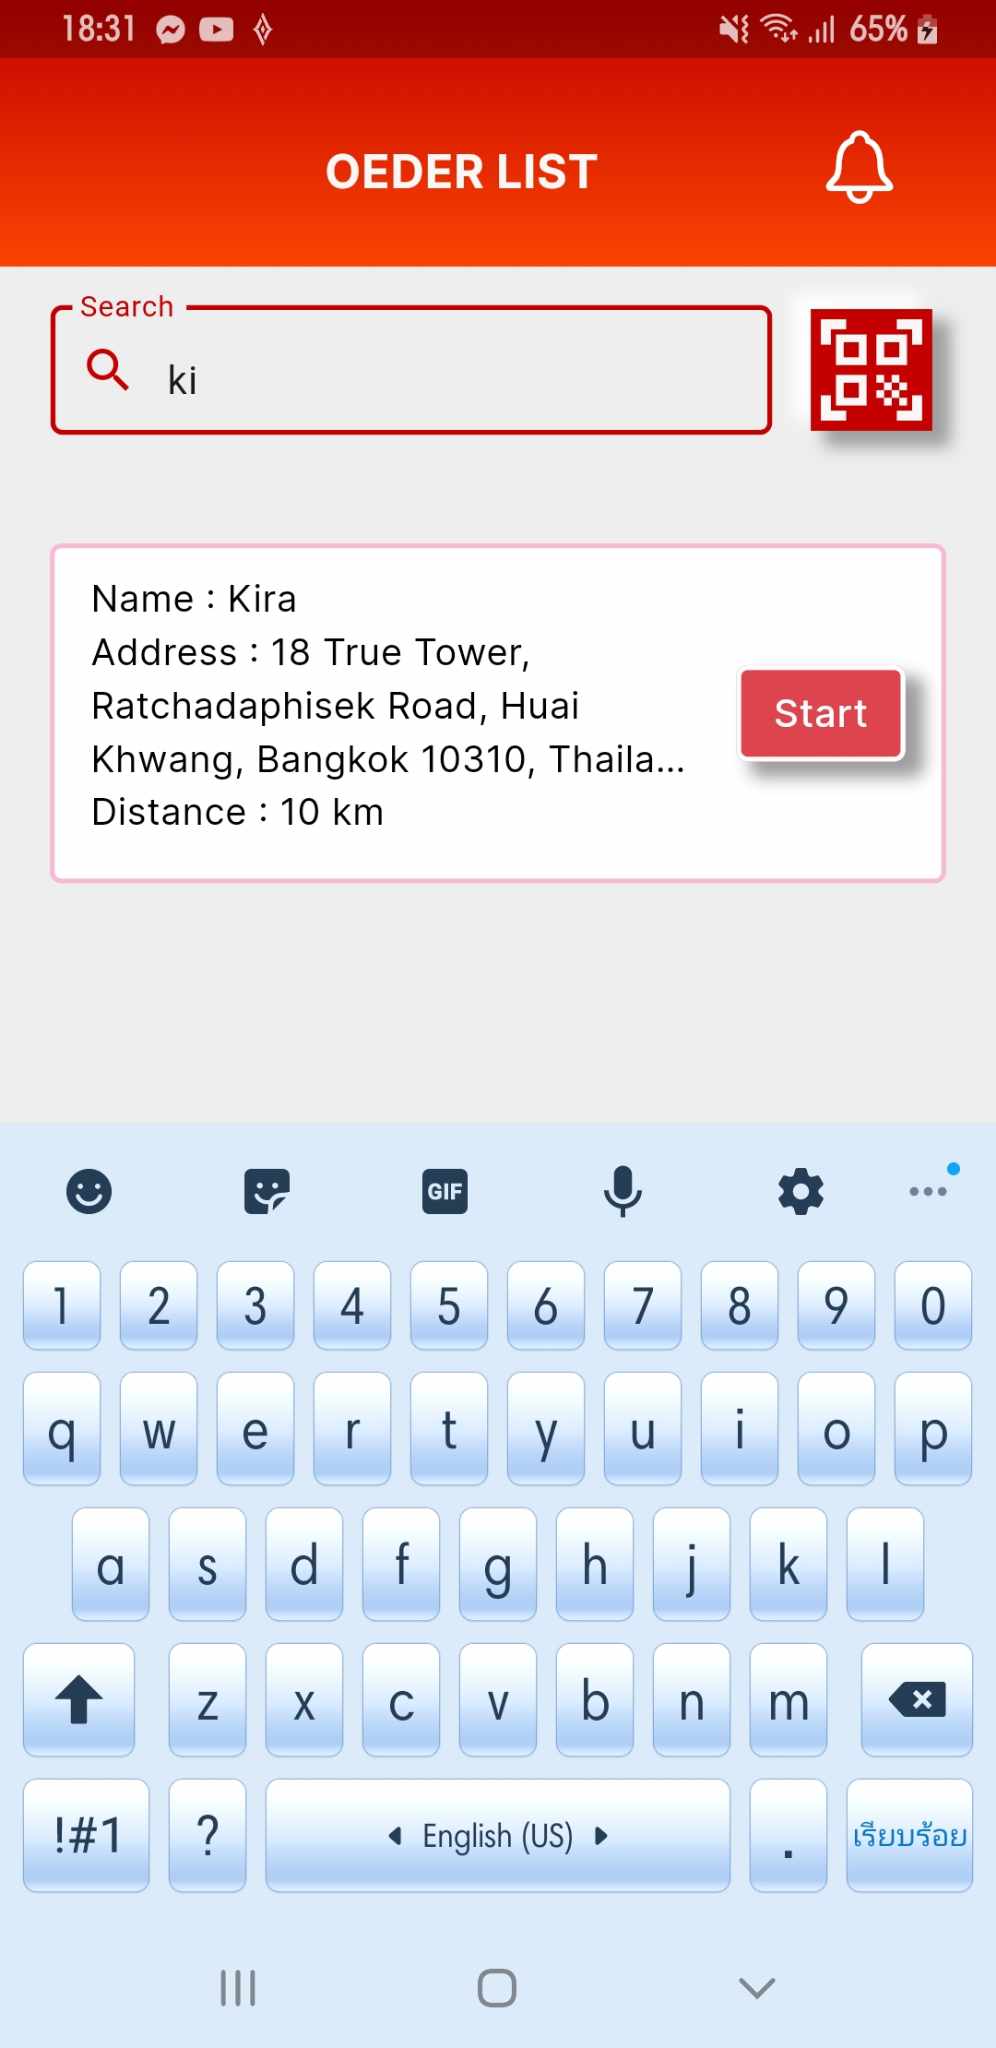 18:31 65%
OEDER LIST
Search
ki
Name : Kira
Address : 18 True Tower,
Ratchadaphisek Road, Huai
Khwang, Bangkok 10310, Thaila...
Distance : 10 km
Start
GIF
1 2 3 4 5 6 7 8 9 0
q w e r t y u i o p
a s d f g h j k l
z x c v b n m
!#1 ? English (US) . เรียบร้อย